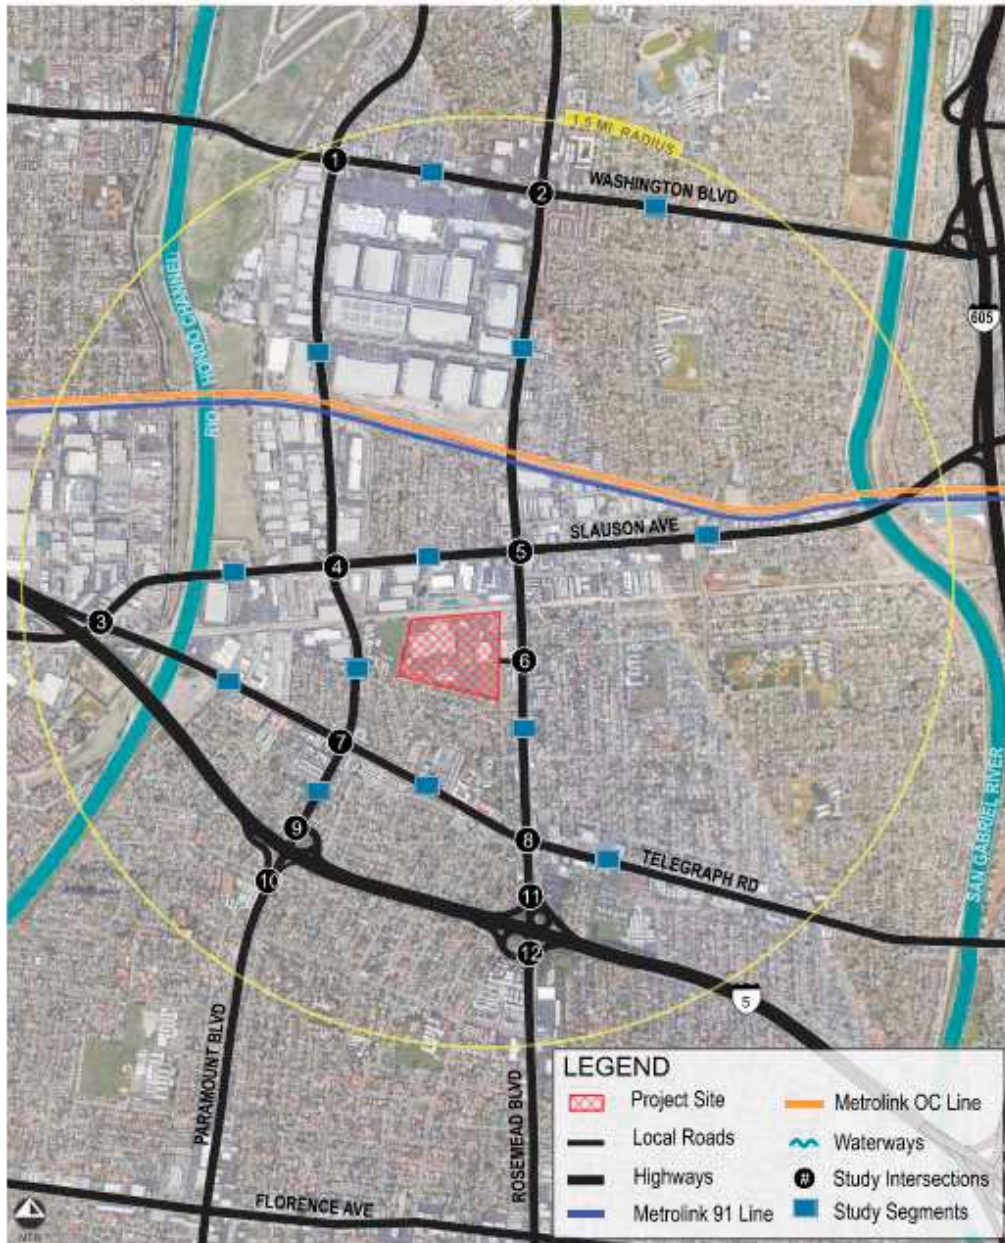 1.5 MI. RADIUS
1
2
WASHINGTON BLVD
605
RIO HONDO CHANNEL
SLAUSON AVE
5
4
3
6
7
9
8
TELEGRAPH RD
10
11
12
SAN GABRIEL RIVER
5
PARAMOUNT BLVD
ROSEMEAD BLVD
FLORENCE AVE
LEGEND
Project Site
Local Roads
Highways
Metrolink 91 Line
Metrolink OC Line
Waterways
# Study Intersections
Study Segments
NTS